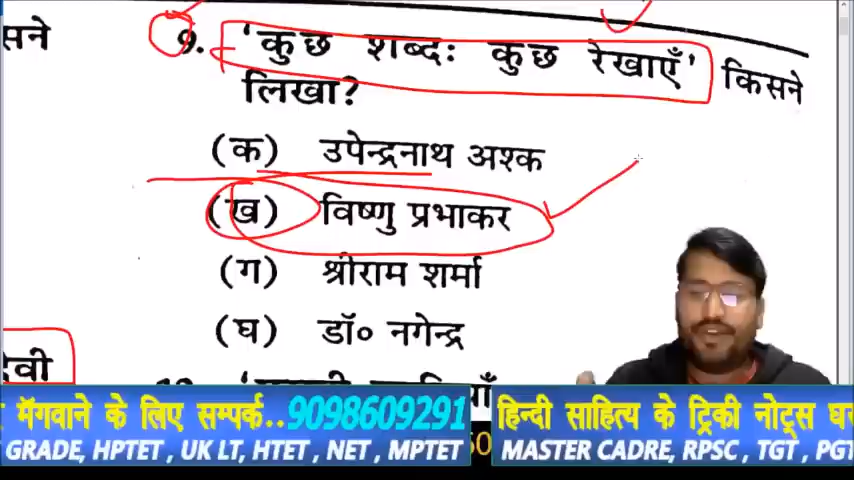 सने
9. 'कुछ शब्द: कुछ रेखाएँ' किसने
लिखा?
(क) उपेन्द्रनाथ अश्क
(ख) विष्णु प्रभाकर
(ग) श्रीराम शर्मा
(घ) डॉ० नगेन्द्र
देवी
र मॅगवाने के लिए सम्पर्क..9098609291 हिन्दी साहित्य के ट्रिकी नोट्स घर
GRADE, HPTET , UK LT, HTET , NET , MPTET MASTER CADRE, RPSC , TGT , PGT